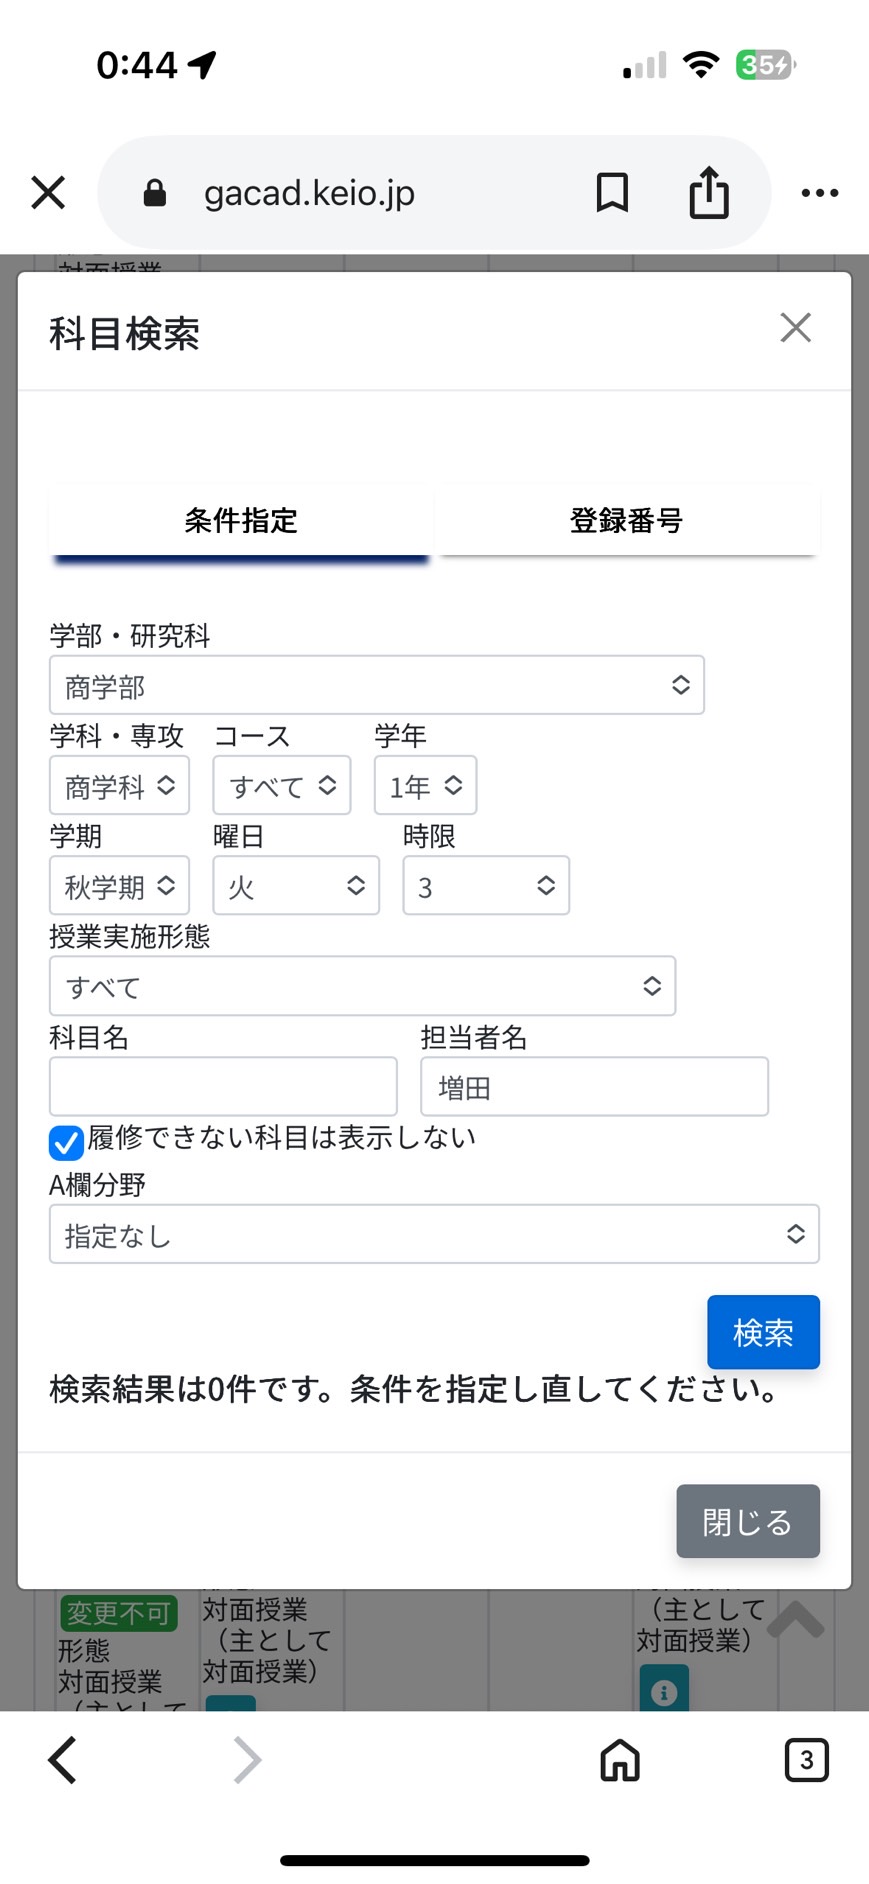 0:44
35
gacad.keio.jp
対面授業
科目検索
条件指定
登録番号
学部・研究科
商学部
学科・専攻 コース 学年
商学科 すべて 1年
学期 曜日 時限
秋学期 火 3
授業実施形態
すべて
科目名 担当者名
増田
履修できない科目は表示しない
A欄分野
指定なし
検索
検索結果は0件です。条件を指定し直してください。
閉じる
変更不可
形態
対面授業
（主として
対面授業
（主として
対面授業）
（主として
対面授業）
3